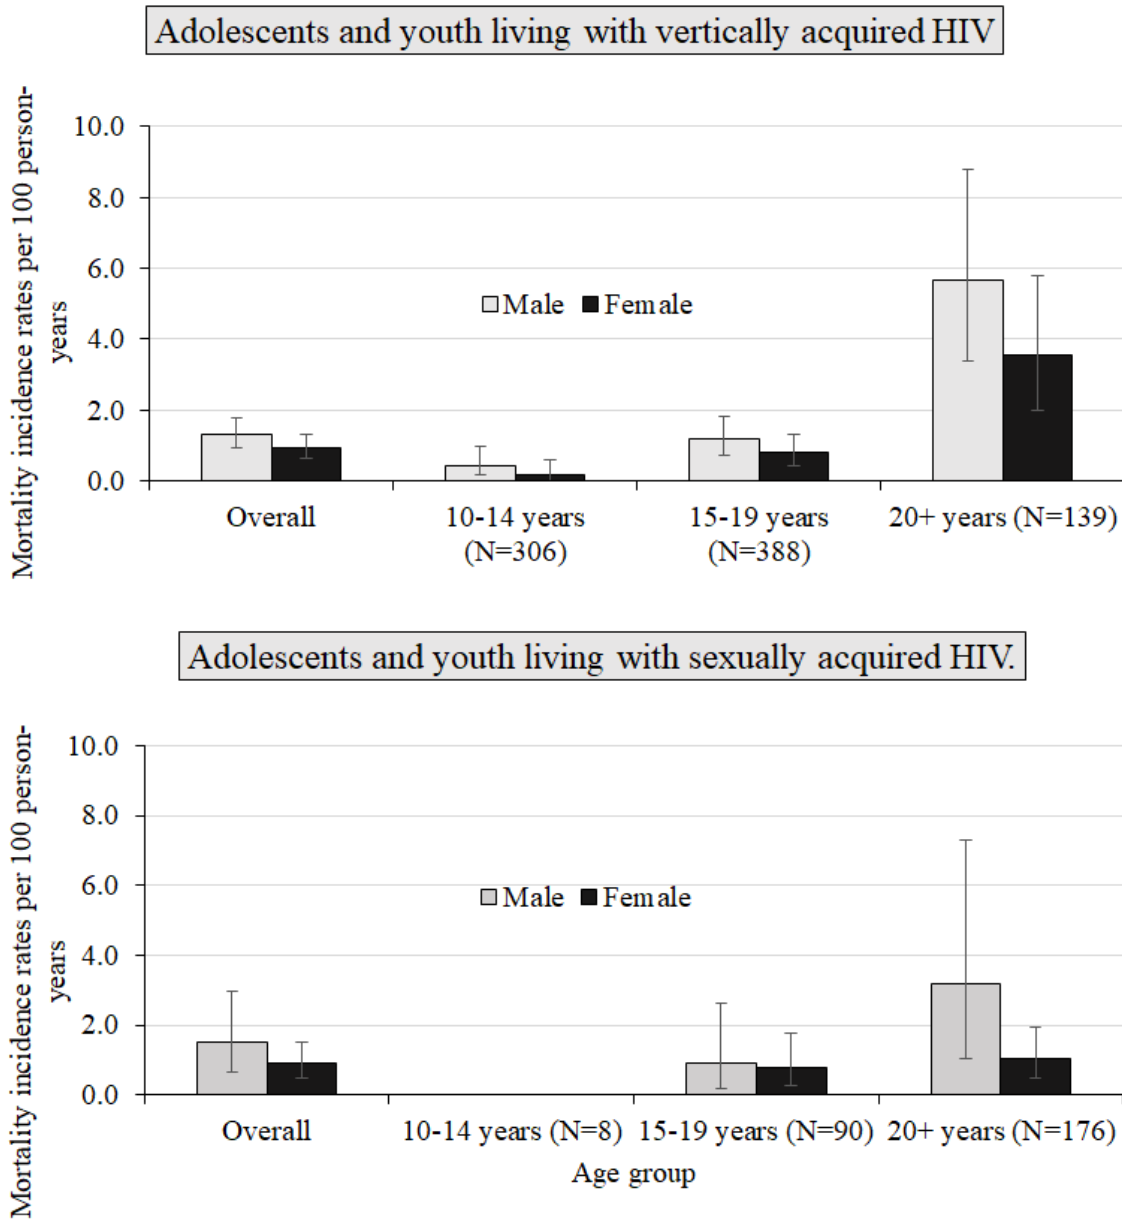 Adolescents and youth living with vertically acquired HIV
Mortality incidence rates per 100 person-
years
10.0
8.0
6.0
4.0
2.0
0.0
Male
Female
Overall
10-14 years
(N=306)
15-19 years
(N=388)
20+ years (N=139)
Adolescents and youth living with sexually acquired HIV.
Mortality incidence rates per 100 person-
years
10.0
8.0
6.0
4.0
2.0
0.0
Male
Female
Overall
10-14 years (N=8)
15-19 years (N=90)
20+ years (N=176)
Age group